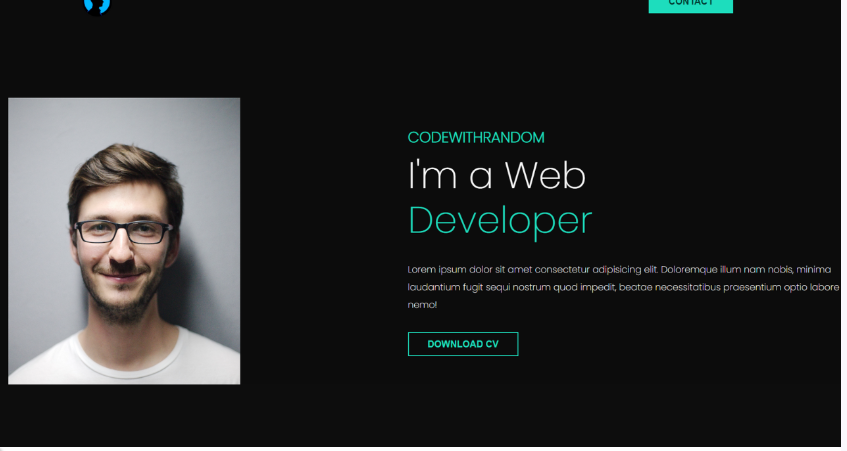 CONTACT
CODEWITHRANDOM
I'm a Web
Developer
Lorem ipsum dolor sit amet consectetur adipisicing elit. Doloremque illum nam nobis, minima
laudantium fugit sequi nostrum quod impedit, beatae necessitatibus praesentium optio labore
nemo!
DOWNLOAD CV